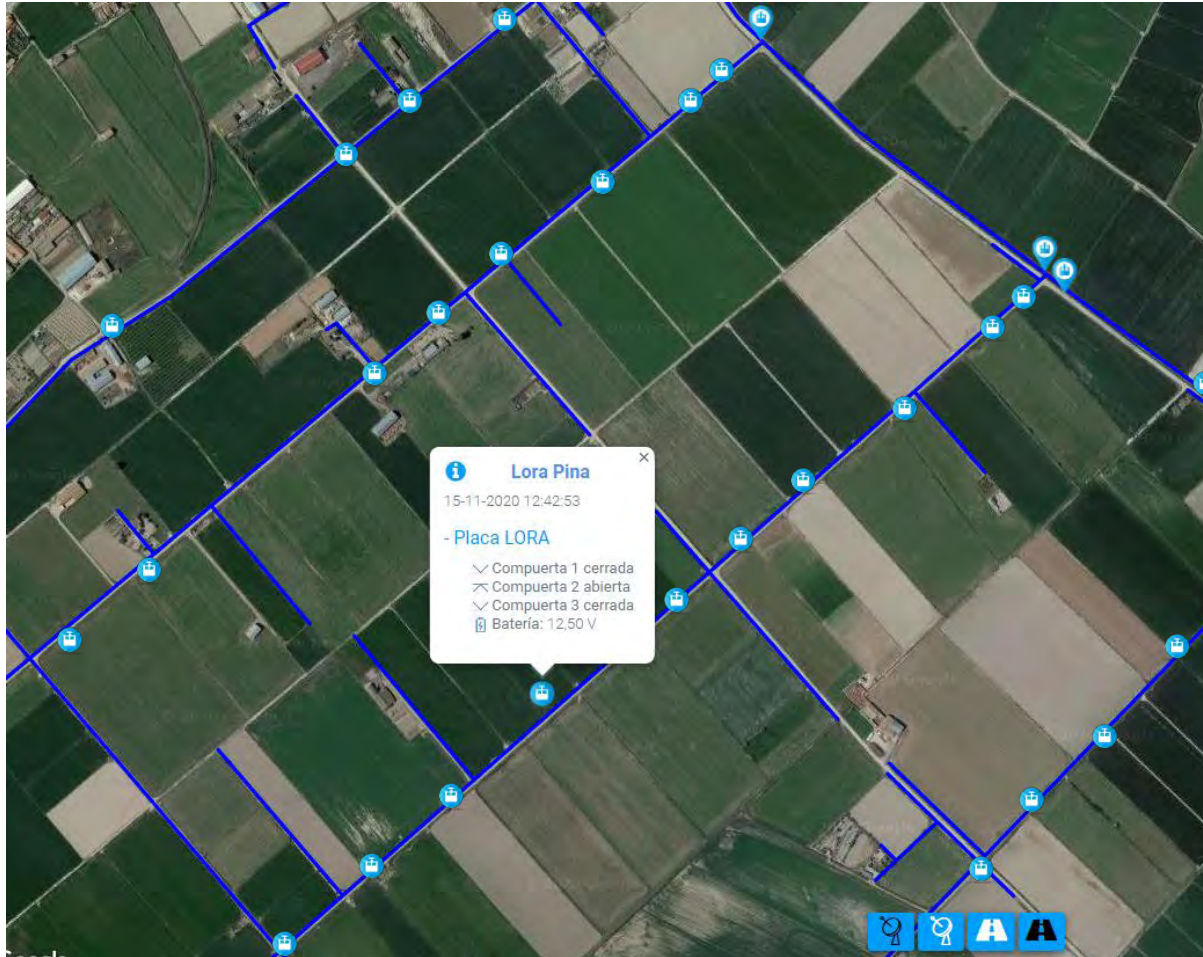 Lora Pina
15-11-2020 12:42:53
- Placa LORA
Compuerta 1 cerrada
Compuerta 2 abierta
Compuerta 3 cerrada
Batería: 12,50 V